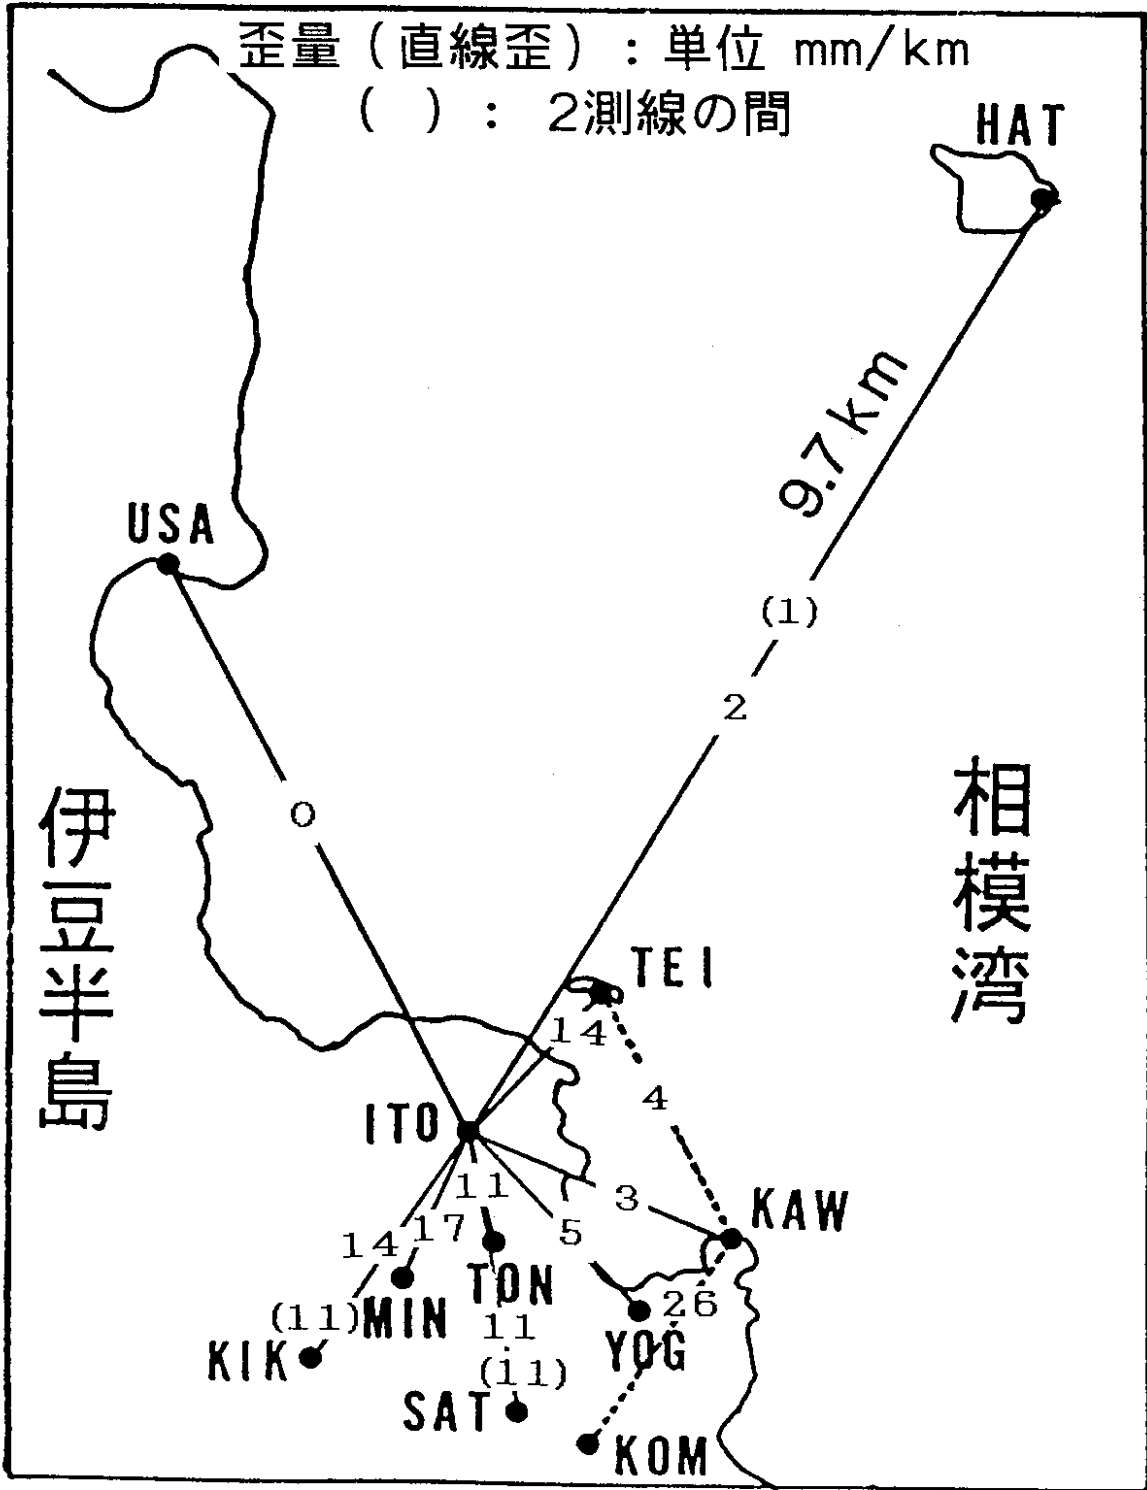 歪量(直線歪):単位 mm/km
( ): 2測線の間
HAT
9.7km
USA
(1)
2
0
伊豆半島
相模湾
TEI
14
4
ITO
11
3
KAW
14
17
5
TON
26
(11)
MIN
11
YOG
KIK
(11)
SAT
KOM